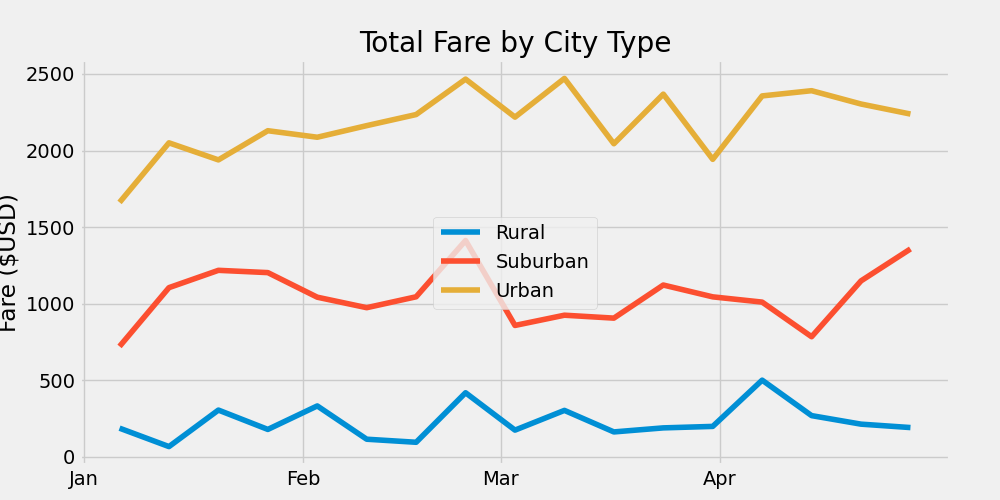 Total Fare by City Type
Fare ($USD)
2500
2000
1500
1000
500
0
Rural
Suburban
Urban
Jan Feb Mar Apr